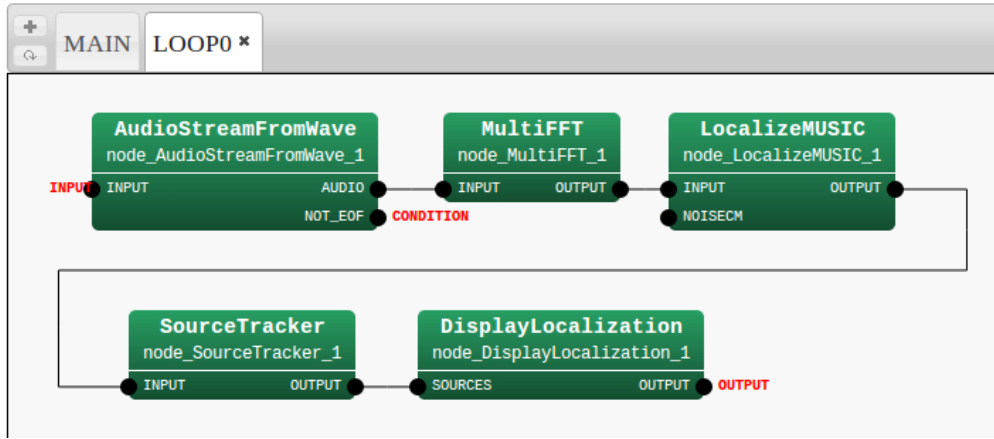 MAIN
LOOP0 ×
AudioStreamFromWave
node_AudioStreamFromWave_1
INPUT INPUT AUDIO
NOT_EOF CONDITION
MultiFFT
node_MultiFFT_1
INPUT OUTPUT
LocalizeMUSIC
node_LocalizeMUSIC_1
INPUT OUTPUT
NOISECM
SourceTracker
node_SourceTracker_1
INPUT OUTPUT
DisplayLocalization
node_DisplayLocalization_1
SOURCES OUTPUT OUTPUT